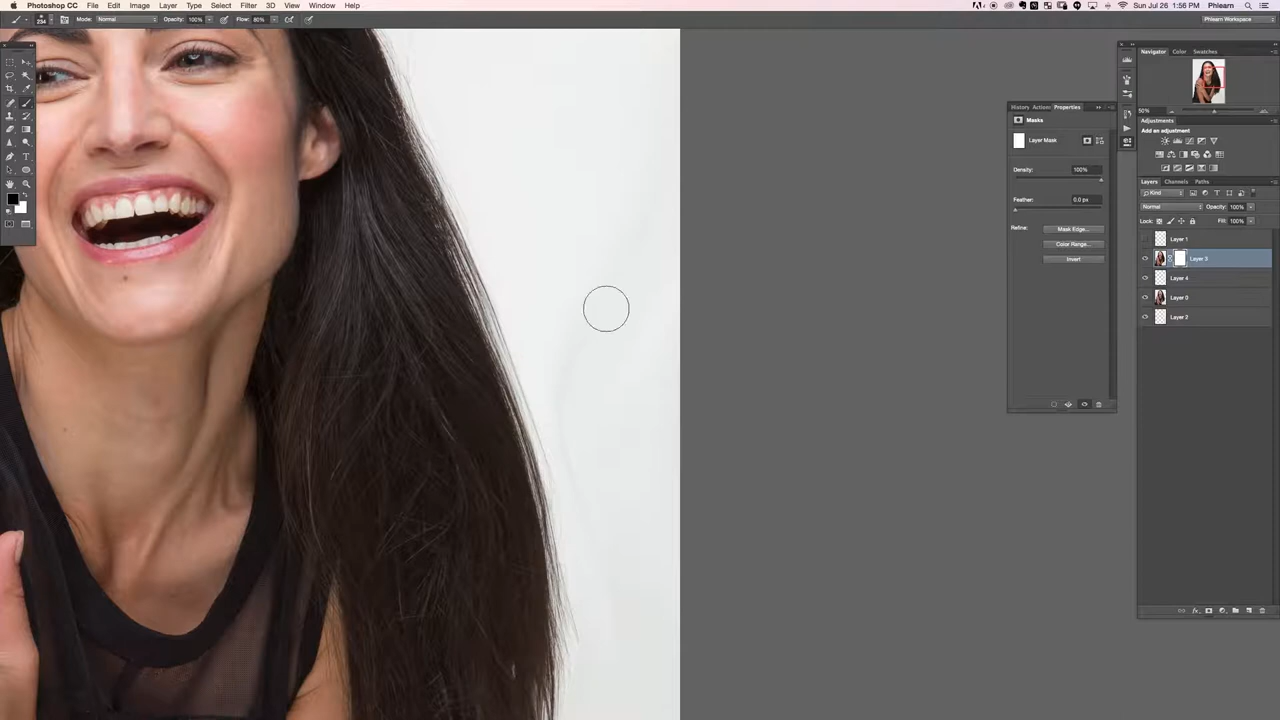 Photoshop CC File Edit Image Layer Type Select Filter 3D View Window Help Sun Jul 26 1:56 PM Phlearn
234 Mode: Normal Opacity: 100% Flow: 80% Phlearn Workspace
Navigator Color Swatches
50%
History Actions Properties
Masks
Layer Mask
Density: 100%
Feather: 0.0 px
Refine: Mask Edge...
Color Range...
Invert
Adjustments
Add an adjustment
Layers Channels Paths
Kind
Normal Opacity: 100%
Lock: Fill: 100%
Layer 1
Layer 3
Layer 4
Layer 0
Layer 2